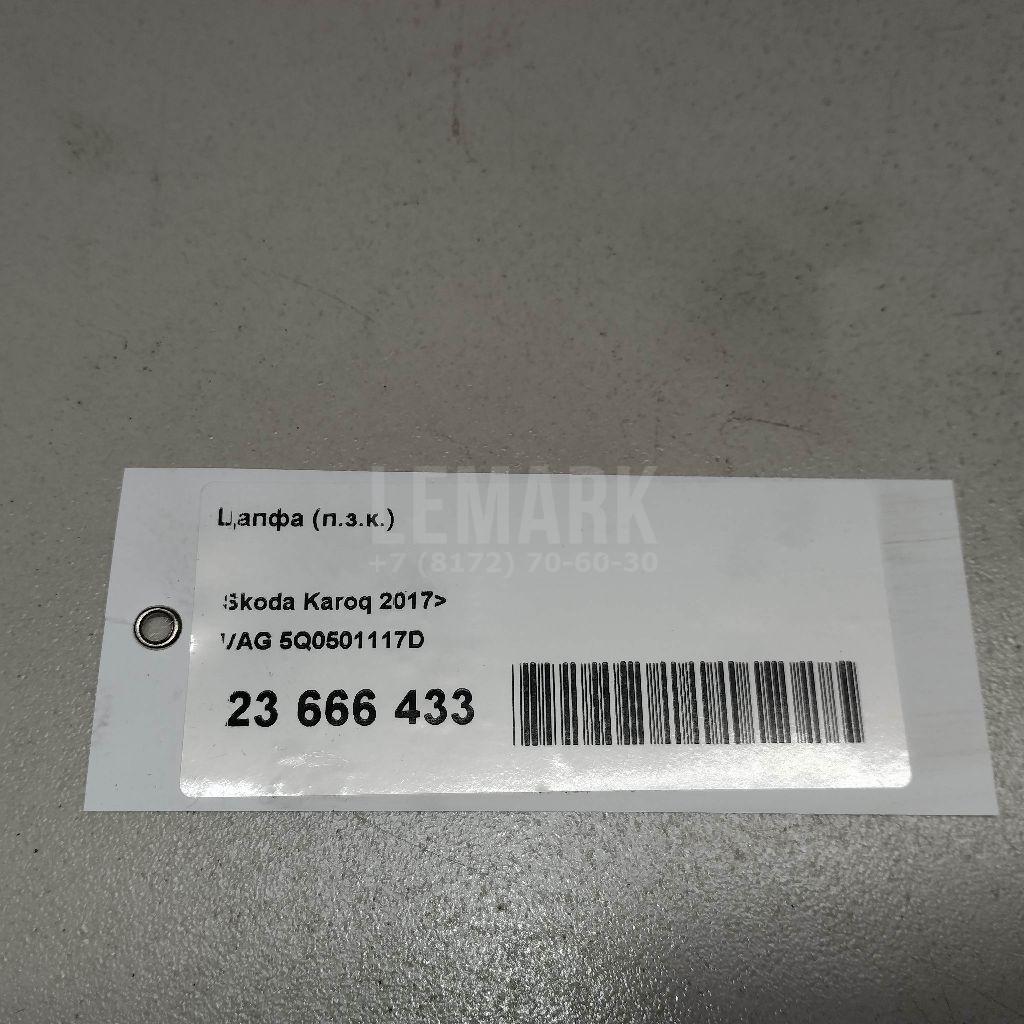 LEMARK
+7 (8172) 70-60-30
Цапфа (п.з.к.)
Skoda Karoq 2017>
VAG 5Q0501117D
23 666 433